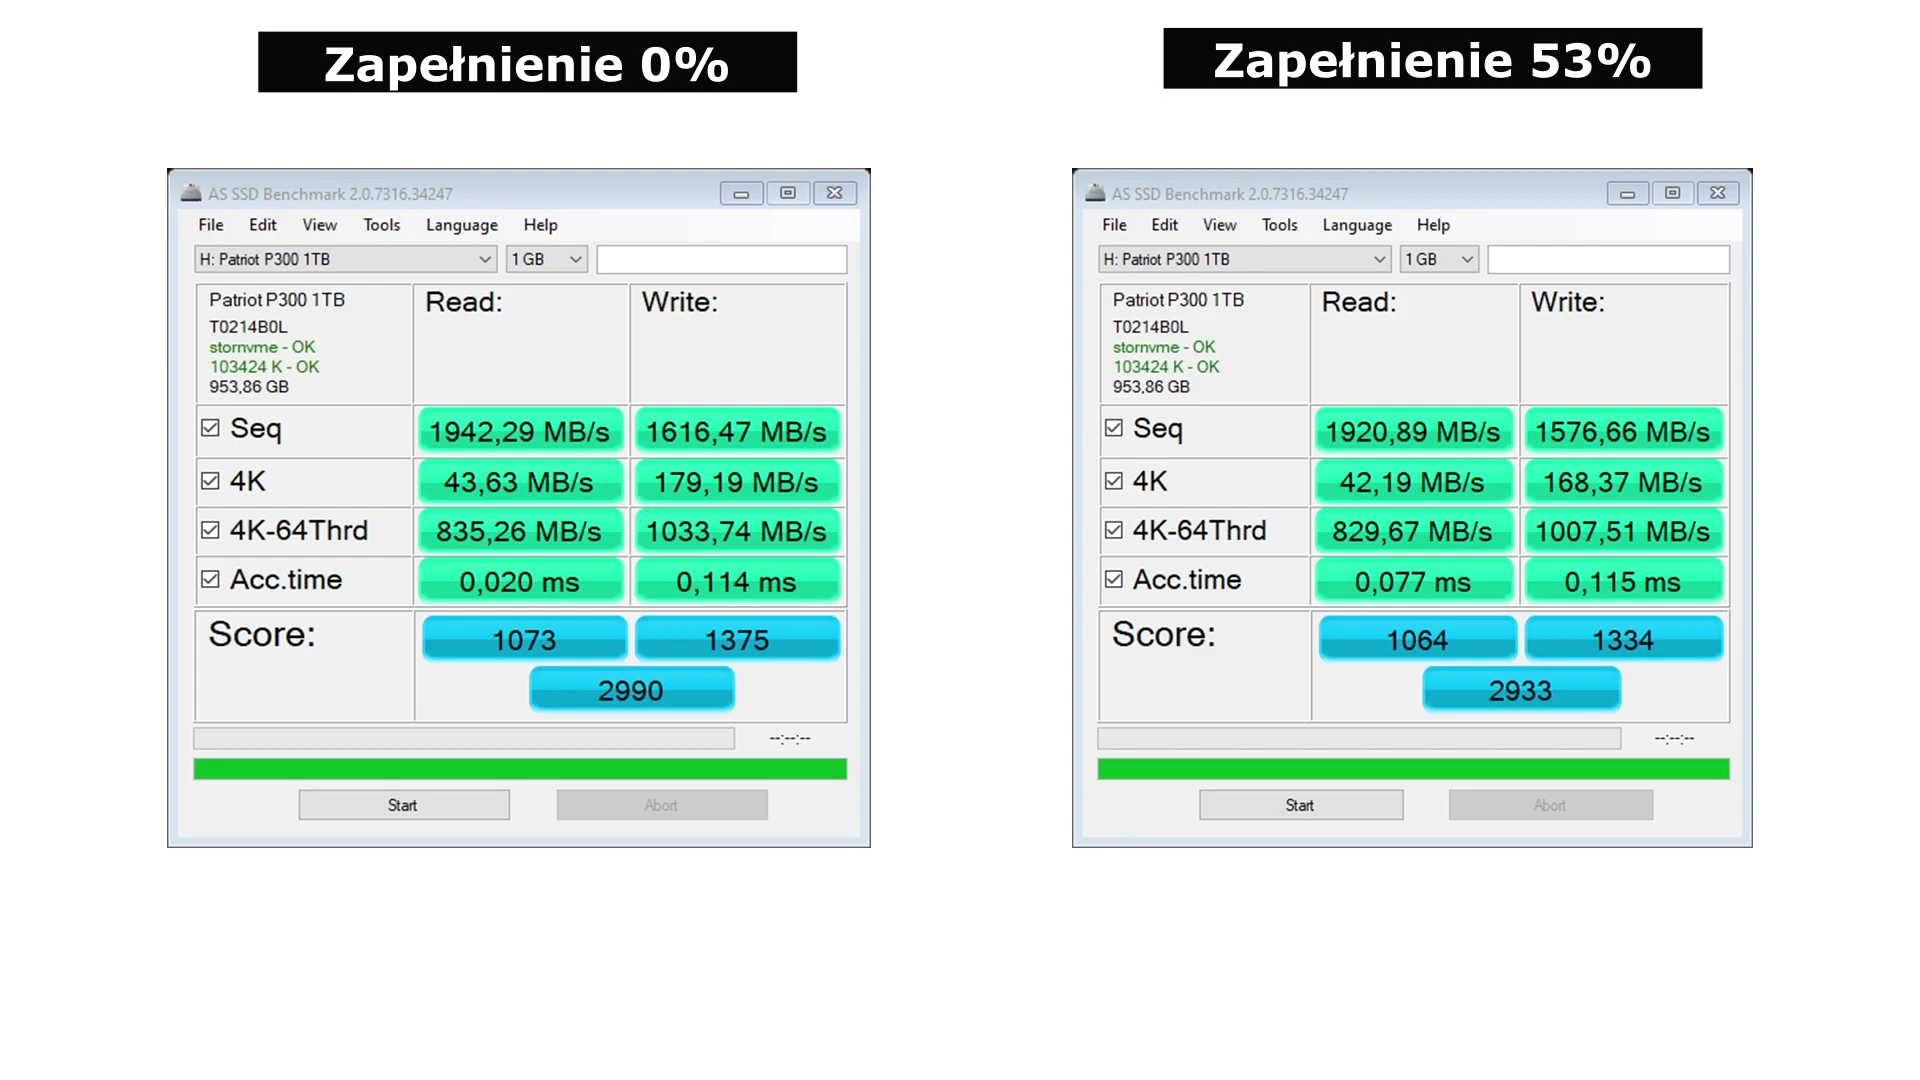 Zapełnienie 0%
AS SSD Benchmark 2.0.7316.34247
File Edit View Tools Language Help
H: Patriot P300 1TB 1 GB
Patriot P300 1TB
T0214B0L
stornvme - OK
103424 K - OK
953,86 GB
Read: Write:
Seq 1942,29 MB/s 1616,47 MB/s
4K 43,63 MB/s 179,19 MB/s
4K-64Thrd 835,26 MB/s 1033,74 MB/s
Acc.time 0,020 ms 0,114 ms
Score: 1073 1375
2990
--:--:--
Start Abort
Zapełnienie 53%
AS SSD Benchmark 2.0.7316.34247
File Edit View Tools Language Help
H: Patriot P300 1TB 1 GB
Patriot P300 1TB
T0214B0L
stornvme - OK
103424 K - OK
953,86 GB
Read: Write:
Seq 1920,89 MB/s 1576,66 MB/s
4K 42,19 MB/s 168,37 MB/s
4K-64Thrd 829,67 MB/s 1007,51 MB/s
Acc.time 0,077 ms 0,115 ms
Score: 1064 1334
2933
--:--:--
Start Abort